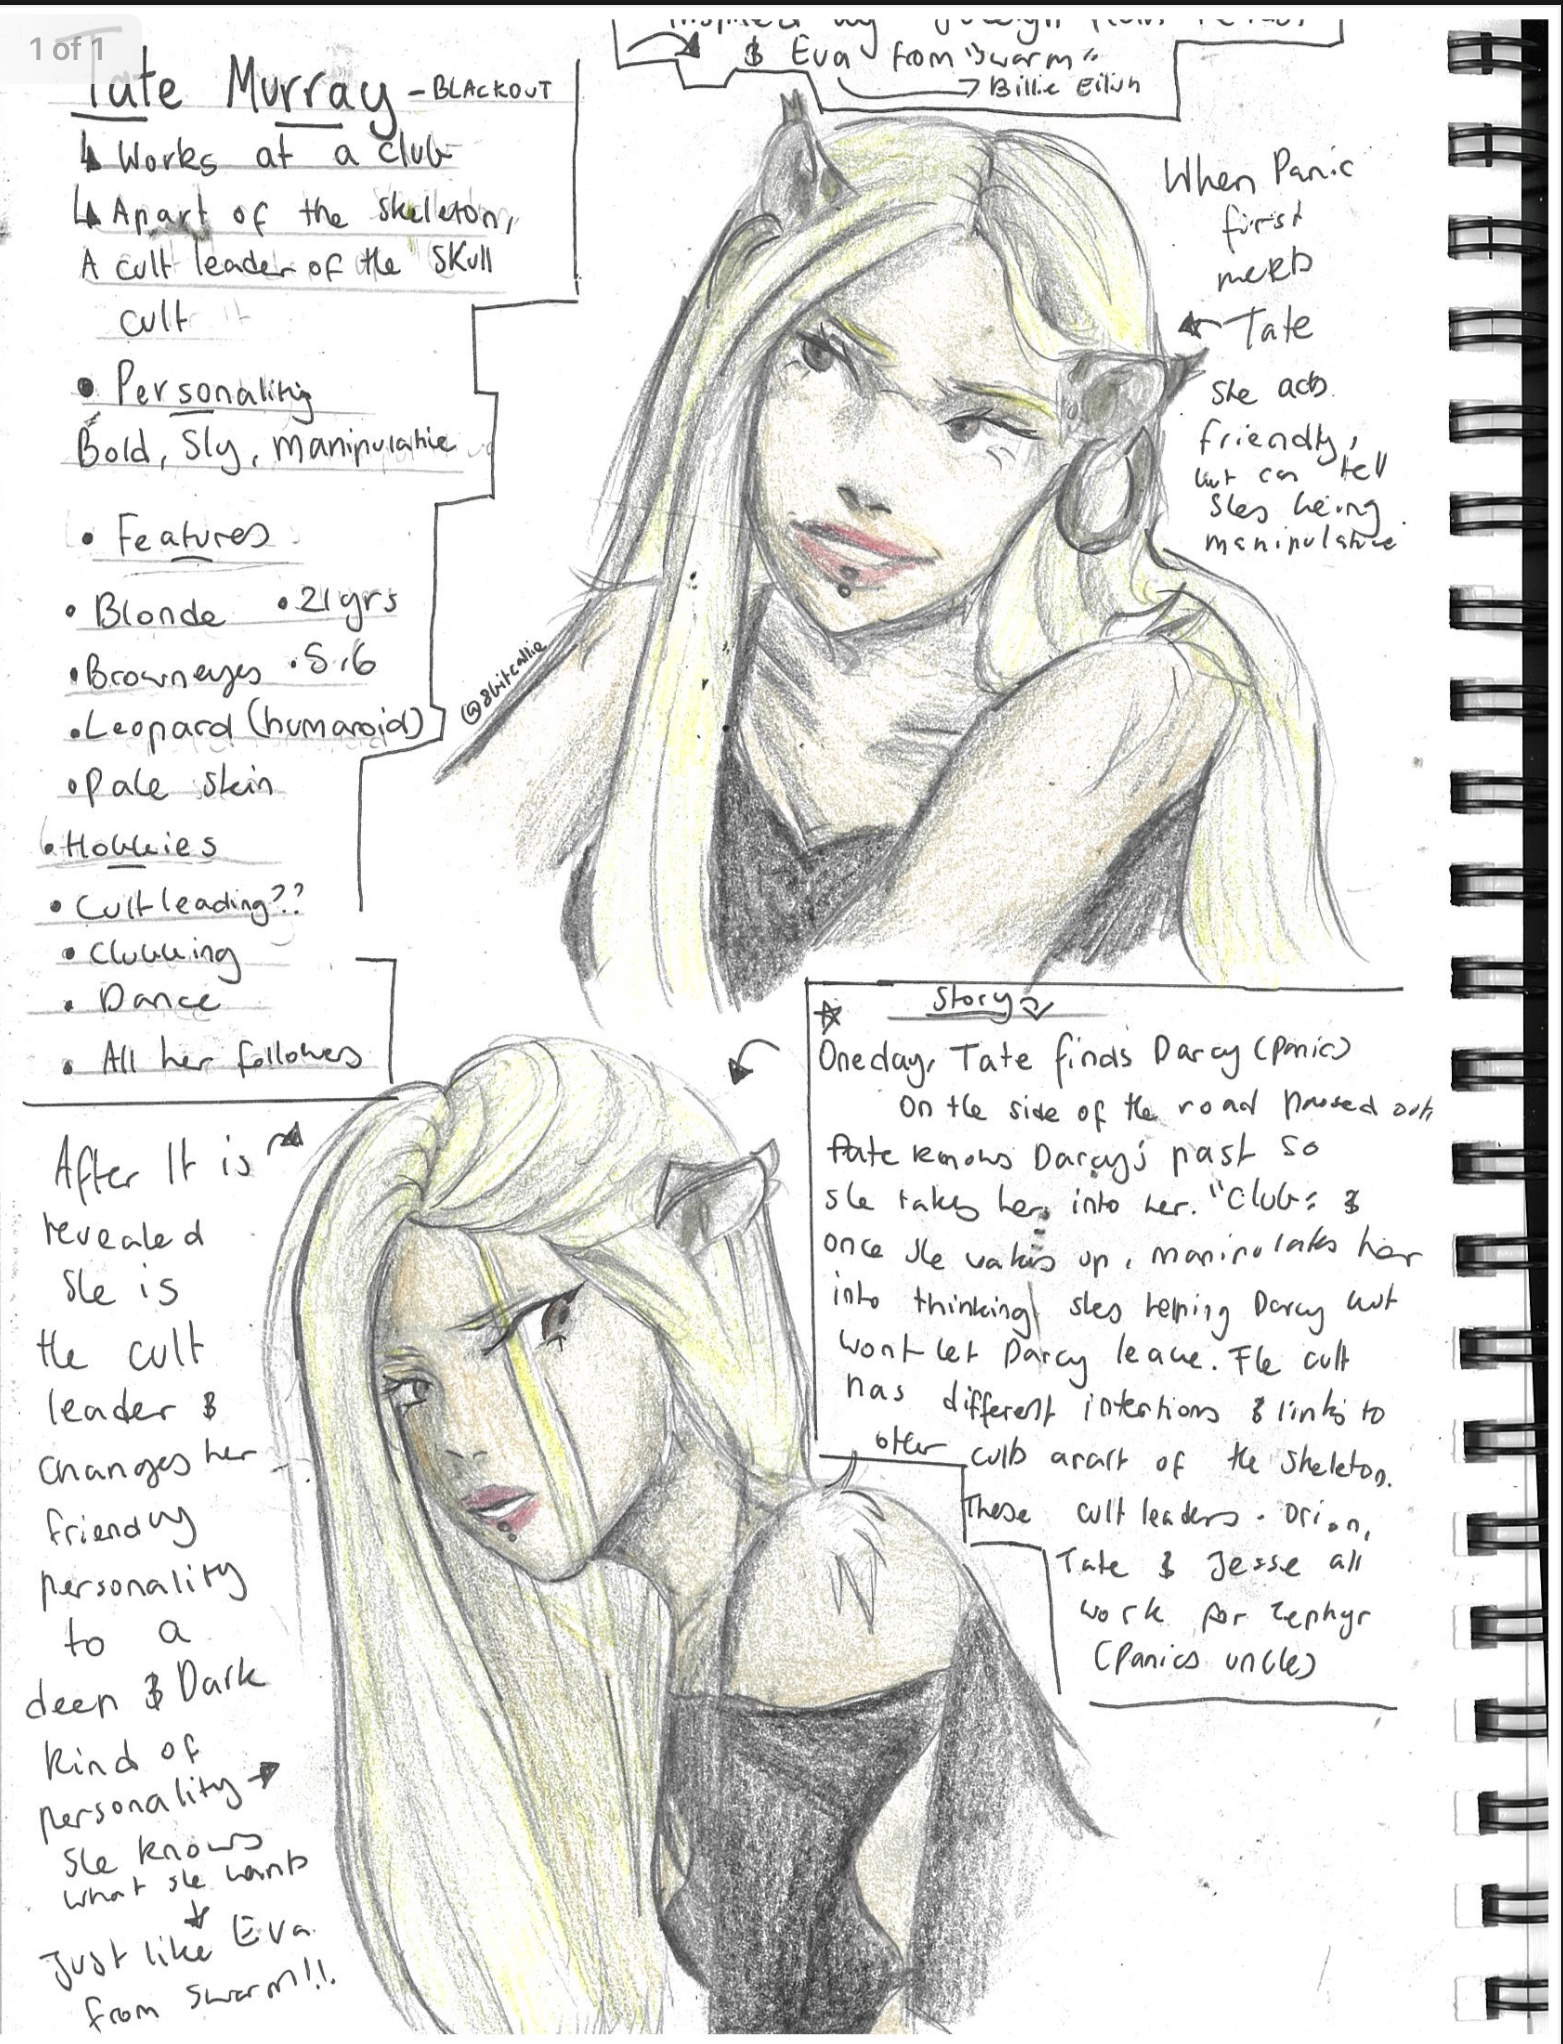 1 of 1
Tate Murray - BLACKOUT
Works at a club
Apart of the skeleton,
A cult leader of the Skull
cult
• Personality
Bold, Sly, manipulative
• Features
• Blonde • 21yrs
• Brown eyes • 5'6
• Leopard (humanoid)
• Pale skin
• Hobbies
• Cult leading??
• Clubbing
• Dance
• All her followers
inspired by from
& Eva from "Swarm"
Billie Eilish
When Panic
first
meets
Tate
She acts
friendly,
but can tell
Shes being
manipulative
@8bitcallie
Story
One day, Tate finds Darcy (Panic)
On the side of the road passed out
Tate knows Darcy's past so
she takes her into her "club" &
once she wakes up, manipulates her
into thinking shes helping Darcy but
wont let Darcy leave. The cult
has different intentions & links to
other cults apart of the skeleton.
These cult leaders - Orion,
Tate & Jesse all
work for Zephyr
(Panics uncle)
After It is
revealed
She is
the cult
leader &
changes her
friendly
personality
to a
deep & Dark
kind of
personality
She knows
what she wants
Just like Eva
from Swarm!!